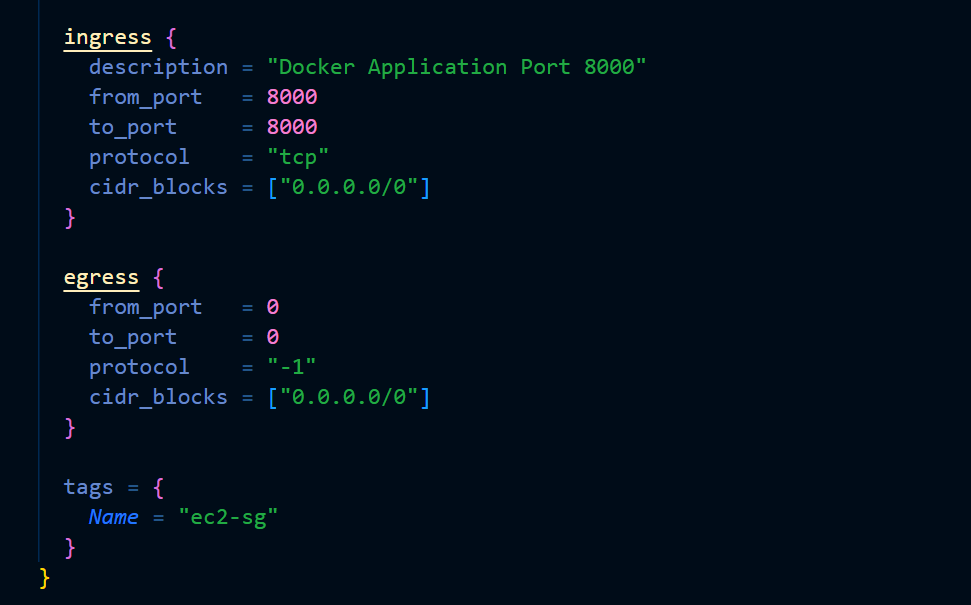 ingress {
description = "Docker Application Port 8000"
from_port = 8000
to_port = 8000
protocol = "tcp"
cidr_blocks = ["0.0.0.0/0"]
}
egress {
from_port = 0
to_port = 0
protocol = "-1"
cidr_blocks = ["0.0.0.0/0"]
}
tags = {
Name = "ec2-sg"
}
}